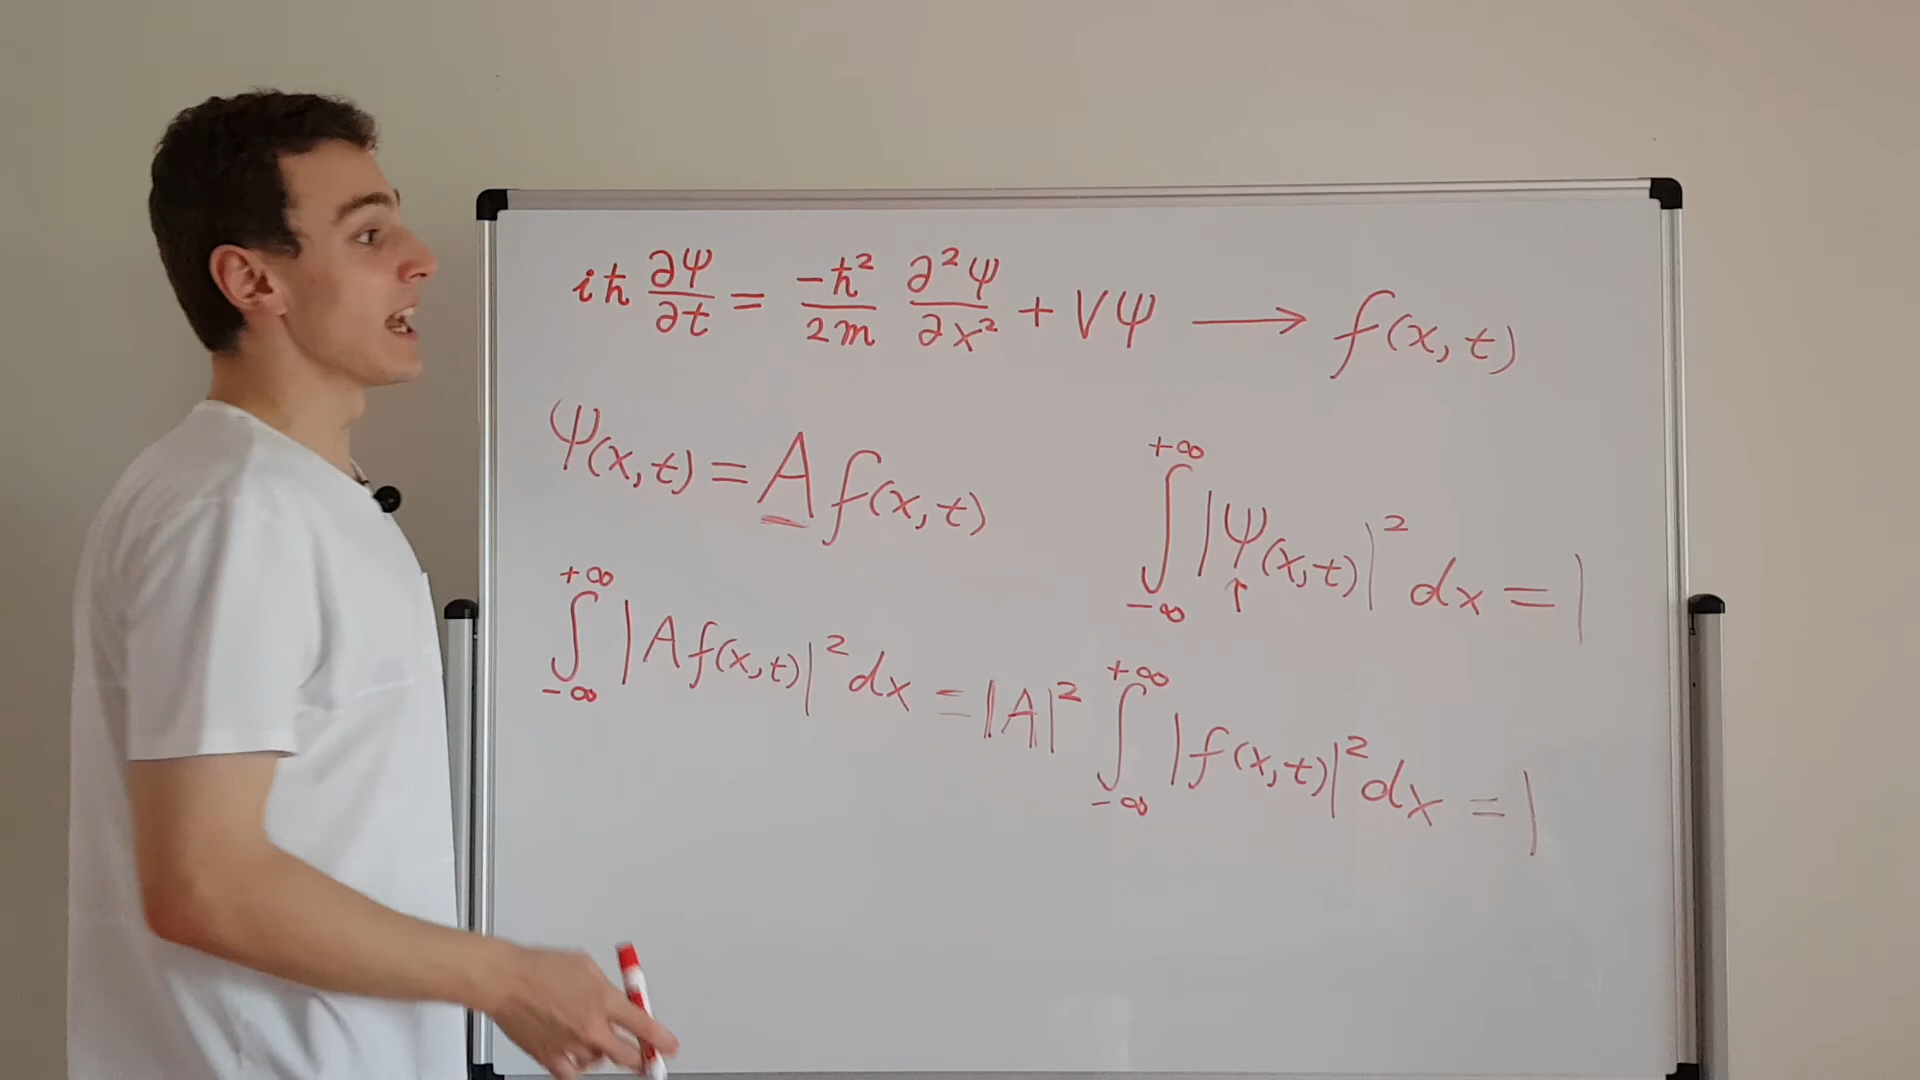 iħ ∂Ψ/∂t = -ħ²/2m ∂²Ψ/∂x² + VΨ ⟶ f(x,t)
Ψ(x,t) = A f(x,t)
∫_{-∞}^{+∞} |Ψ(x,t)|² dx = 1
↑
∫_{-∞}^{+∞} |A f(x,t)|² dx = |A|² ∫_{-∞}^{+∞} |f(x,t)|² dx = 1